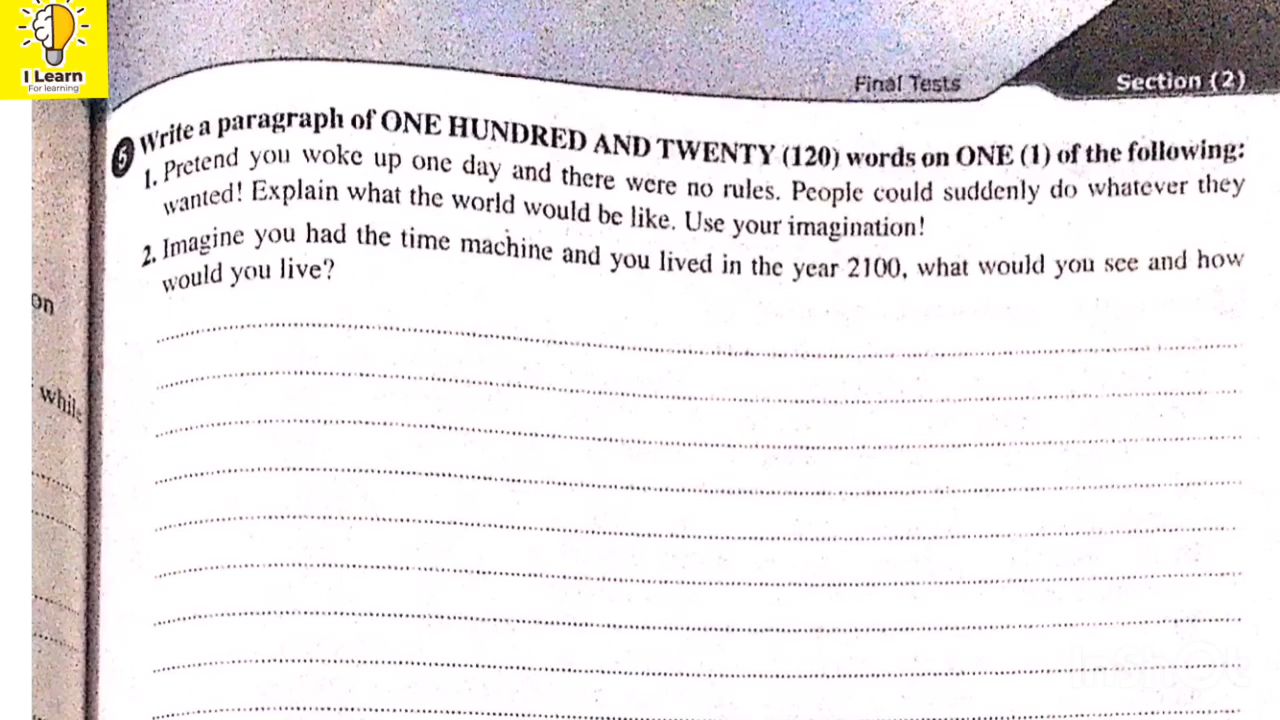 I Learn
For learning
Final Tests
Section (2)
5 Write a paragraph of ONE HUNDRED AND TWENTY (120) words on ONE (1) of the following:
1. Pretend you woke up one day and there were no rules. People could suddenly do whatever they
wanted! Explain what the world would be like. Use your imagination!
2. Imagine you had the time machine and you lived in the year 2100, what would you see and how
would you live?
on
while
InShOt